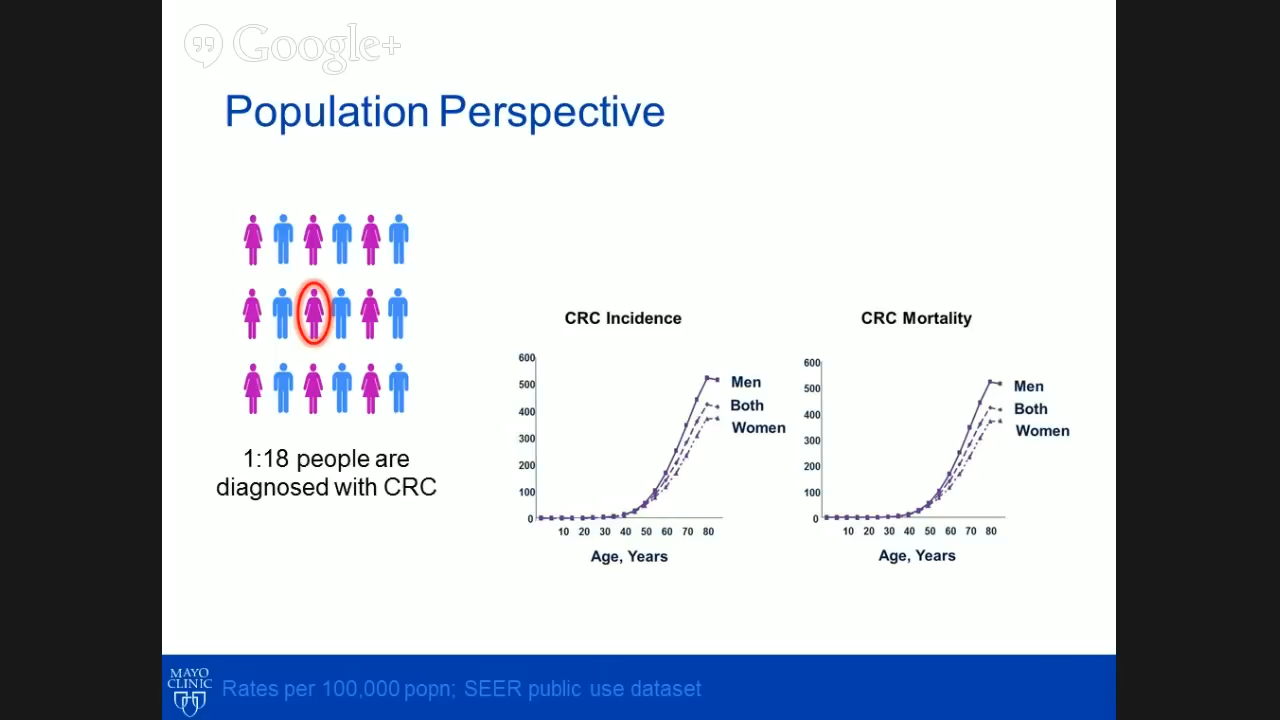 Google+
Population Perspective
1:18 people are
diagnosed with CRC
CRC Incidence
600
500
400
300
200
100
0
10 20 30 40 50 60 70 80
Age, Years
Men
Both
Women
CRC Mortality
600
500
400
300
200
100
0
10 20 30 40 50 60 70 80
Age, Years
Men
Both
Women
MAYO
CLINIC
Rates per 100,000 popn; SEER public use dataset